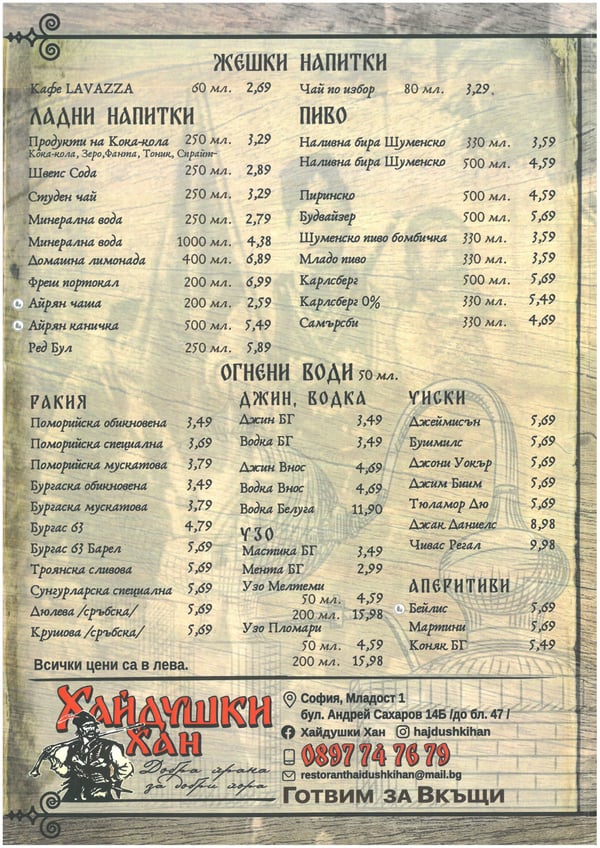 ЖЕШКИ НАПИТКИ
Кафе LAVAZZA 60 мл. 2,69
Чай по избор 80 мл. 3,29
ЛАДНИ НАПИТКИ
Продукти на Кока-кола 250 мл. 3,29
Кока-кола, Зеро,Фанта, Тоник, Спрайт-
Швепс Сода 250 мл. 2,89
Студен чай 250 мл. 3,29
Минерална вода 250 мл. 2,79
Минерална вода 1000 мл. 4,38
Домашна лимонада 400 мл. 6,89
Фреш портокал 200 мл. 6,99
Айрян чаша 200 мл. 2,59
Айрян каничка 500 мл. 5,49
Ред Бул 250 мл. 5,89
ПИВО
Наливна бира Шуменско 330 мл. 3,59
Наливна бира Шуменско 500 мл. 4,59
Пиринско 500 мл. 4,59
Будвайзер 500 мл. 5,69
Шуменско пиво бомбичка 330 мл. 3,59
Младо пиво 330 мл. 3,59
Карлсберг 500 мл. 5,69
Карлсберг 0% 330 мл. 5,49
Самърсби 330 мл. 4,69
ОГНЕНИ ВОДИ 50 мл.
РАКИЯ
Поморийска обикновена 3,49
Поморийска специална 3,69
Поморийска мускатова 3,79
Бургаска обикновена 3,49
Бургаска мускатова 3,79
Бургас 63 4,79
Бургас 63 Барел 5,69
Троянска сливова 5,69
Сунгурларска специална 5,69
Дюлева /сръбска/ 5,69
Крушова /сръбска/ 5,69
ДЖИН, ВОДКА
Джин БГ 3,49
Водка БГ 3,49
Джин Внос 4,69
Водка Внос 4,69
Водка Белуга 11,90
УЗО
Мастика БГ 3,49
Мента БГ 2,99
Узо Мелтеми
50 мл. 4,59
200 мл. 15,98
Узо Пломари
50 мл. 4,59
200 мл. 15,98
УИСКИ
Джеймисън 5,69
Бушмилс 5,69
Джони Уокър 5,69
Джим Бийм 5,69
Тюламор Дю 5,69
Джак Даниелс 8,98
Чивас Регал 9,98
АПЕРИТИВИ
Бейлис 5,69
Мартини 5,69
Коняк БГ 5,49
Всички цени са в лева.
ХАЙДУШКИ
ХАН
Добра храна
за добри хора
София, Младост 1
бул. Андрей Сахаров 14Б /до бл. 47 /
Хайдушки Хан hajdushkihan
0897 74 76 79
restoranthaidushkihan@mail.bg
ГОТВИМ ЗА ВКЪЩИ